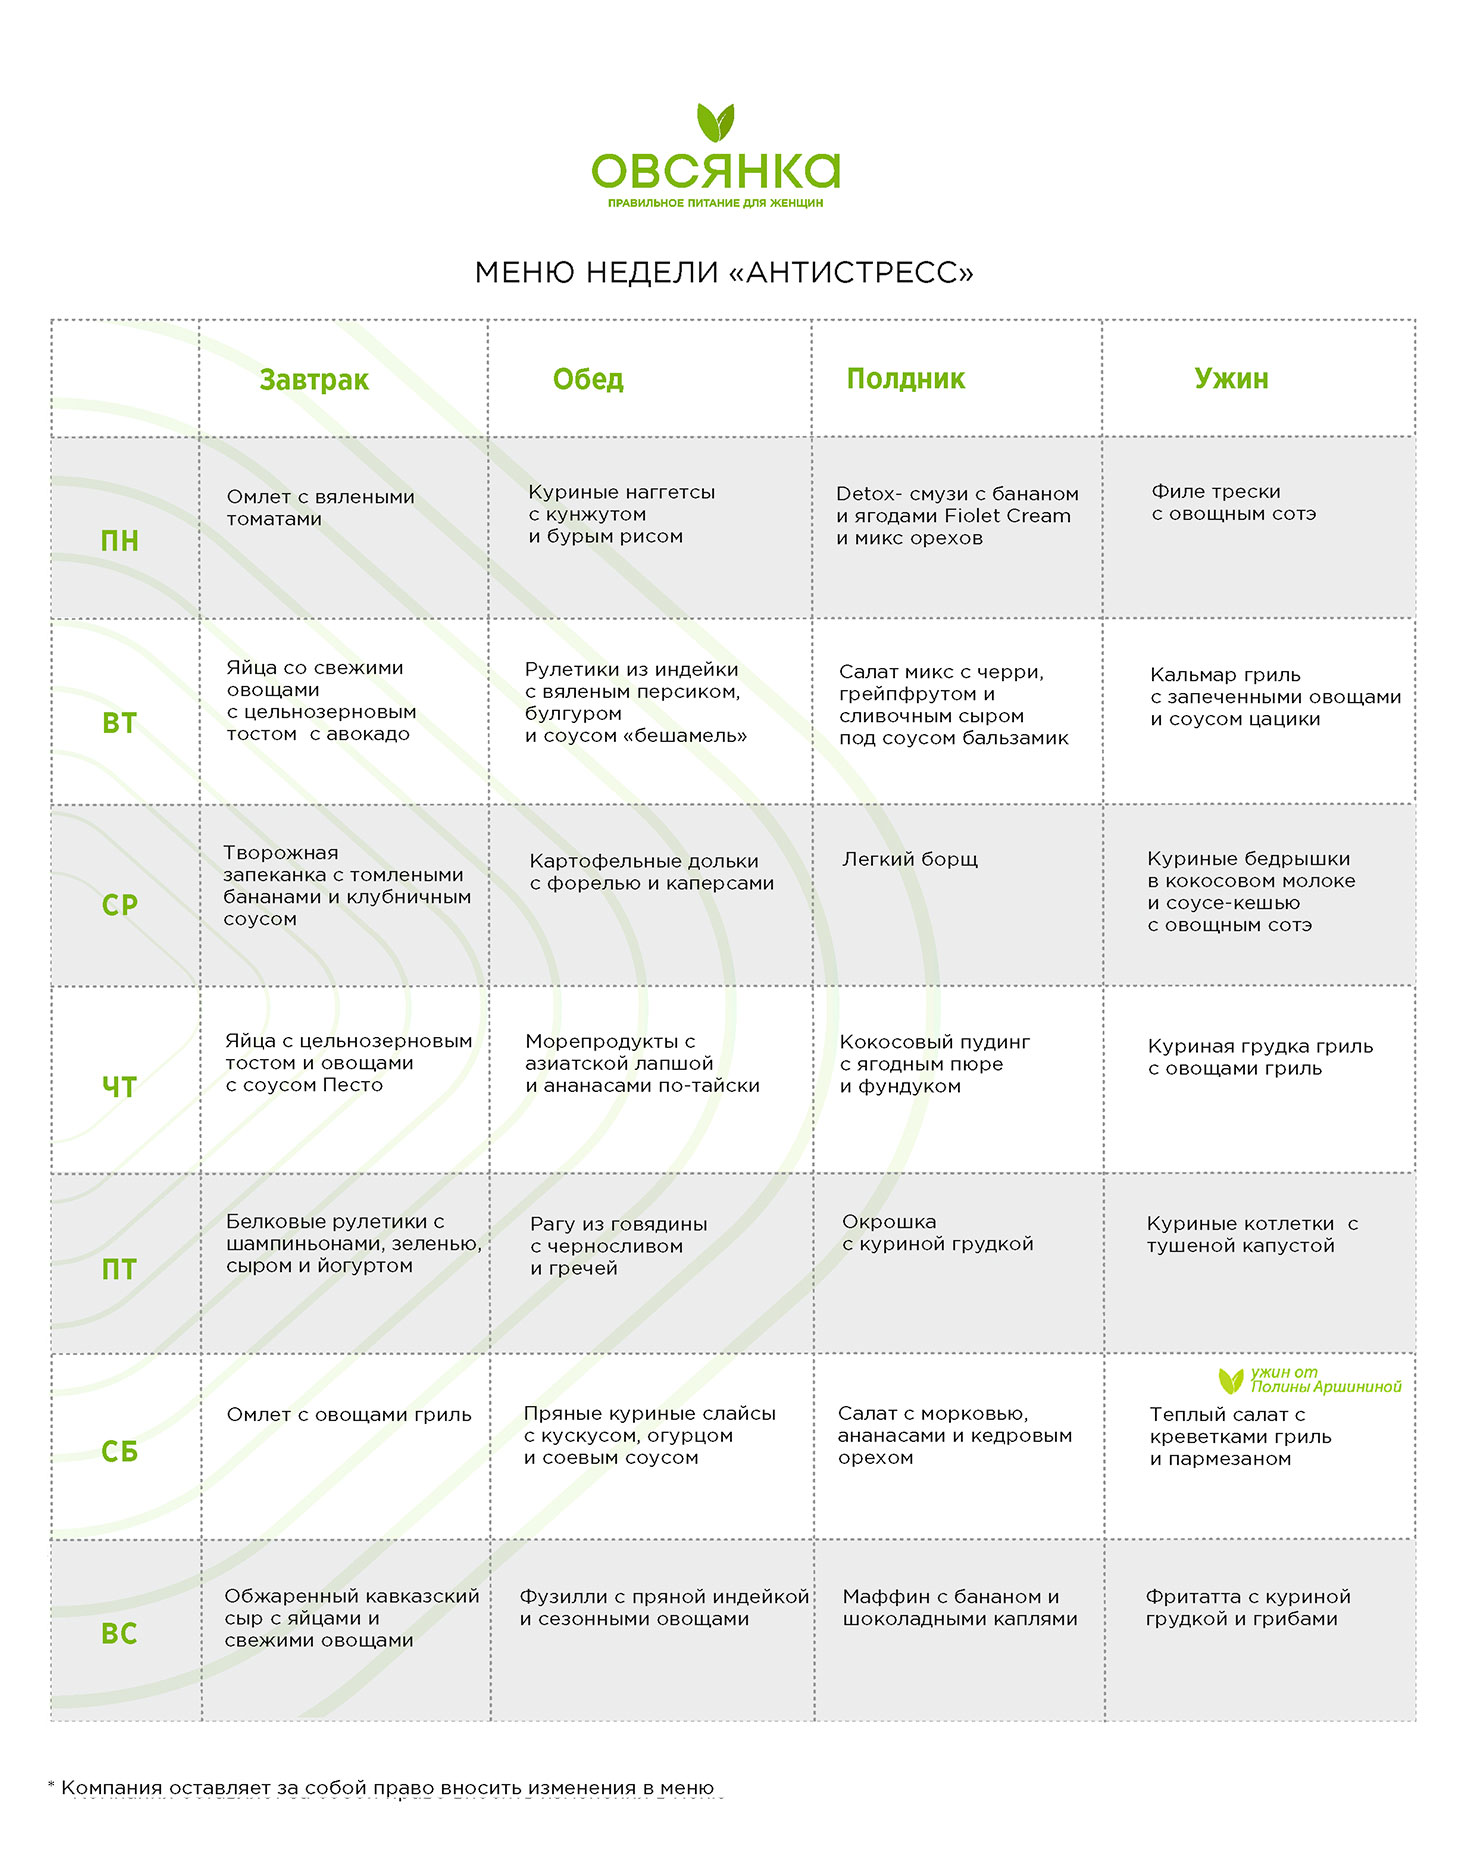 ОВСЯНКА
ПРАВИЛЬНОЕ ПИТАНИЕ ДЛЯ ЖЕНЩИН
МЕНЮ НЕДЕЛИ «АНТИСТРЕСС»
Завтрак
Обед
Полдник
Ужин
ПН
Омлет с вялеными
томатами
Куриные наггетсы
с кунжутом
и бурым рисом
Detox- смузи с бананом
и ягодами Fiolet Cream
и микс орехов
Филе трески
с овощным сотэ
ВТ
Яйца со свежими
овощами
с цельнозерновым
тостом с авокадо
Рулетики из индейки
с вяленым персиком,
булгуром
и соусом «бешамель»
Салат микс с черри,
грейпфрутом и
сливочным сыром
под соусом бальзамик
Кальмар гриль
с запеченными овощами
и соусом цацики
СР
Творожная
запеканка с томлеными
бананами и клубничным
соусом
Картофельные дольки
с форелью и каперсами
Легкий борщ
Куриные бедрышки
в кокосовом молоке
и соусе-кешью
с овощным сотэ
ЧТ
Яйца с цельнозерновым
тостом и овощами
с соусом Песто
Морепродукты с
азиатской лапшой
и ананасами по-тайски
Кокосовый пудинг
с ягодным пюре
и фундуком
Куриная грудка гриль
с овощами гриль
ПТ
Белковые рулетики с
шампиньонами, зеленью,
сыром и йогуртом
Рагу из говядины
с черносливом
и гречей
Окрошка
с куриной грудкой
Куриные котлетки с
тушеной капустой
СБ
Омлет с овощами гриль
Пряные куриные слайсы
с кускусом, огурцом
и соевым соусом
Салат с морковью,
ананасами и кедровым
орехом
ужин от
Полины Аршининой
Теплый салат с
креветками гриль
и пармезаном
ВС
Обжаренный кавказский
сыр с яйцами и
свежими овощами
Фузилли с пряной индейкой
и сезонными овощами
Маффин с бананом и
шоколадными каплями
Фритатта с куриной
грудкой и грибами
* Компания оставляет за собой право вносить изменения в меню